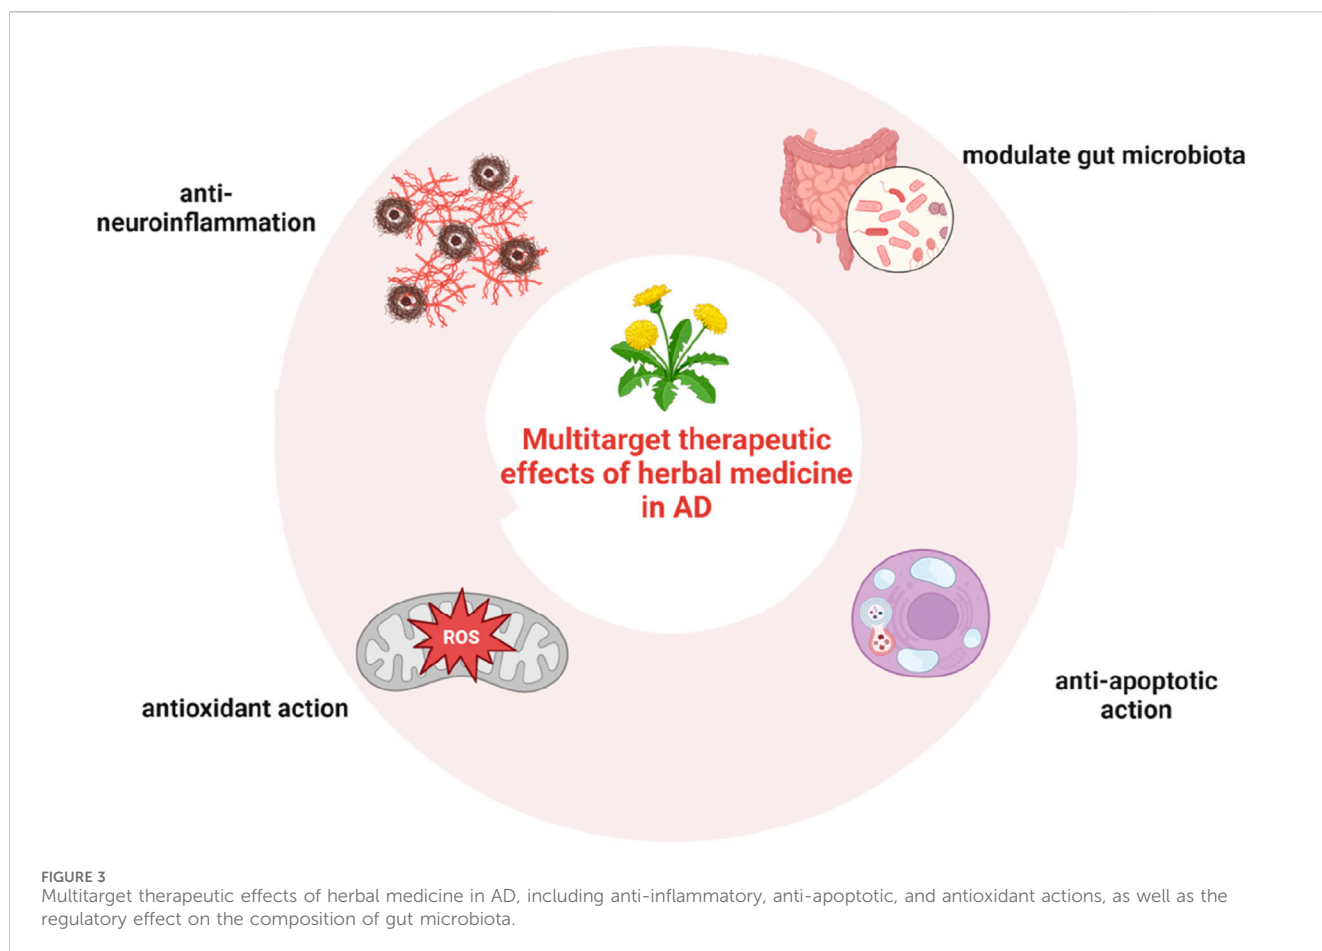 anti-
neuroinflammation
modulate gut microbiota
Multitarget therapeutic
effects of herbal medicine
in AD
ROS
antioxidant action
anti-apoptotic
action
FIGURE 3
Multitarget therapeutic effects of herbal medicine in AD, including anti-inflammatory, anti-apoptotic, and antioxidant actions, as well as the
regulatory effect on the composition of gut microbiota.